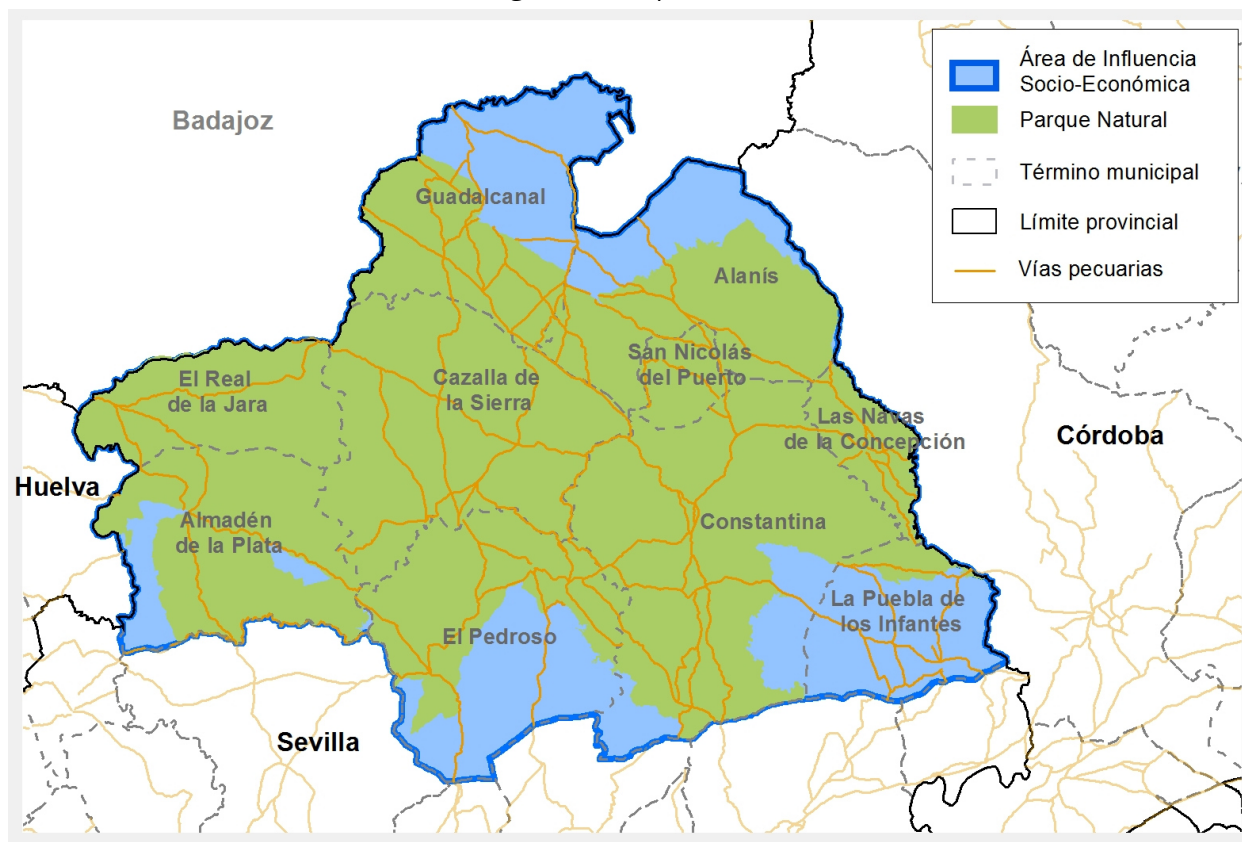 Badajoz
Guadalcanal
Alanís
El Real
de la Jara
Cazalla de
la Sierra
San Nicolás
del Puerto
Las Navas
de la Concepción
Córdoba
Huelva
Almadén
de la Plata
Constantina
El Pedroso
La Puebla de
los Infantes
Sevilla
Área de Influencia
Socio-Económica
Parque Natural
Término municipal
Límite provincial
Vías pecuarias